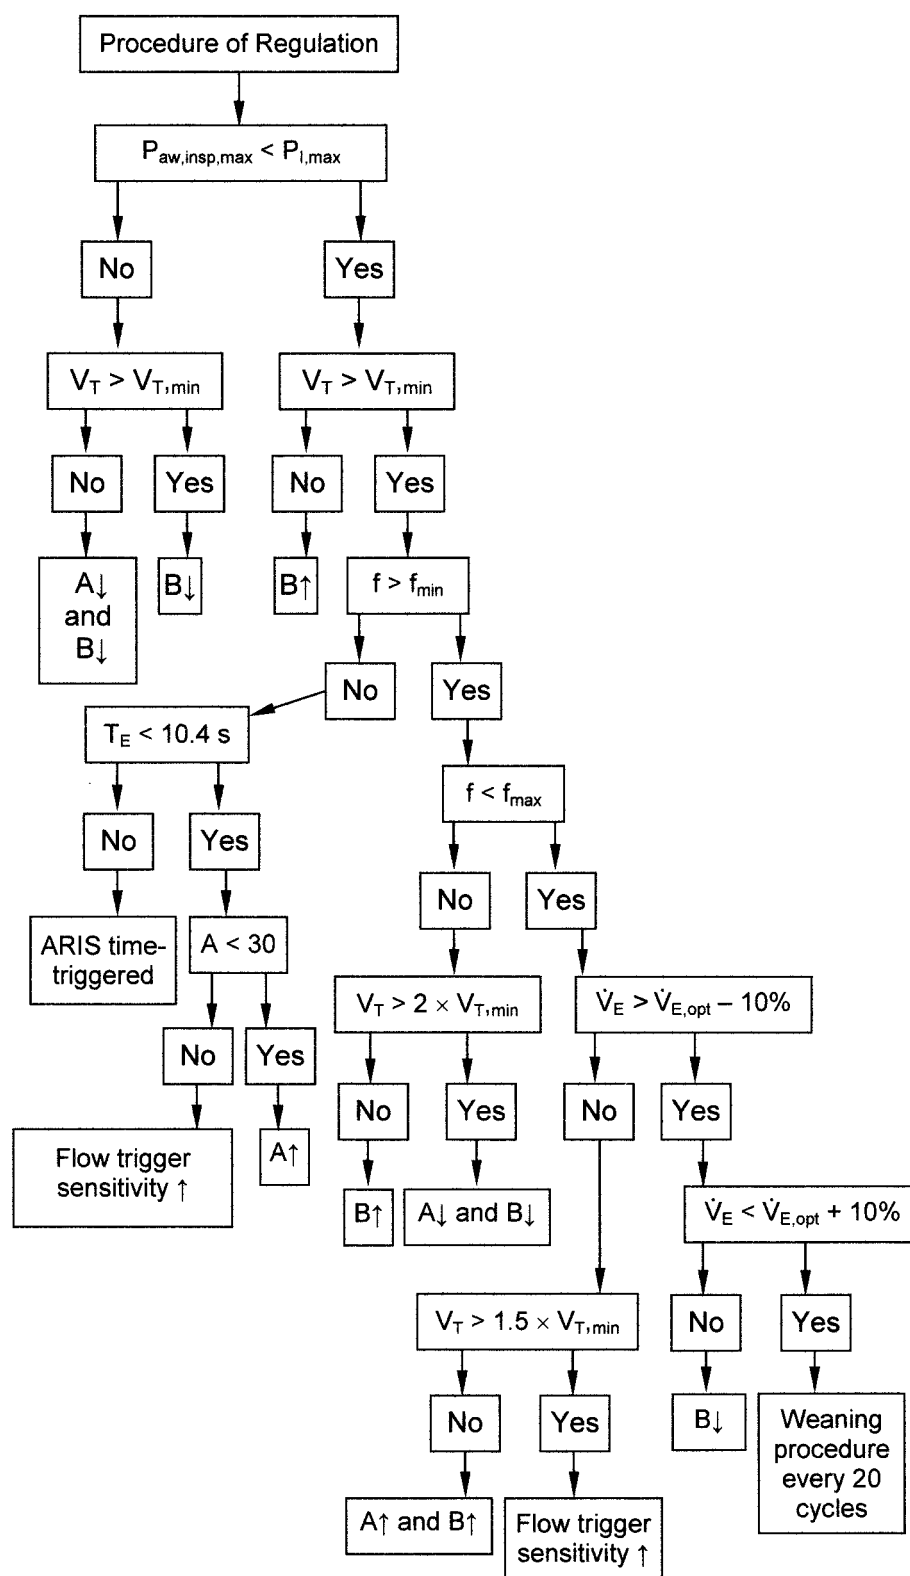 Procedure of Regulation
P_aw,insp,max < P_l,max
No
Yes
V_T > V_T,min
V_T > V_T,min
No
Yes
No
Yes
A↓
and
B↓
B↓
B↑
f > f_min
No
Yes
T_E < 10.4 s
f < f_max
No
Yes
No
Yes
ARIS time-
triggered
A < 30
V_T > 2 × V_T,min
V̇_E > V̇_E,opt – 10%
No
Yes
No
Yes
No
Yes
Flow trigger
sensitivity ↑
A↑
B↑
A↓ and B↓
V̇_E < V̇_E,opt + 10%
V_T > 1.5 × V_T,min
No
Yes
No
Yes
B↓
Weaning
procedure
every 20
cycles
A↑ and B↑
Flow trigger
sensitivity ↑